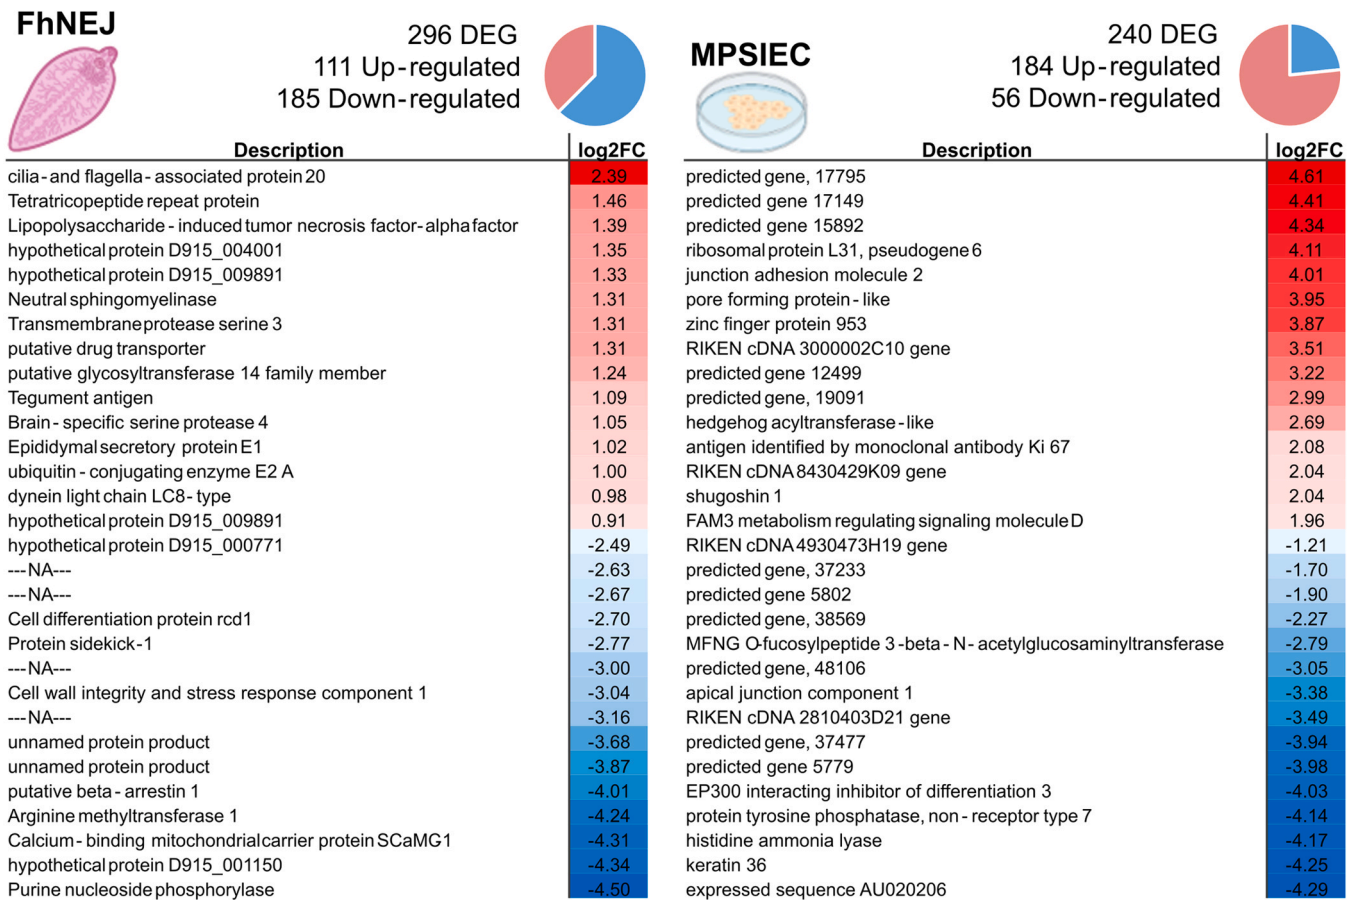 FhNEJ
296 DEG
111 Up-regulated
185 Down-regulated
Description log2FC
cilia-and flagella-associated protein 20 2.39
Tetratricopeptide repeat protein 1.46
Lipopolysaccharide-induced tumor necrosis factor-alpha factor 1.39
hypothetical protein D915_004001 1.35
hypothetical protein D915_009891 1.33
Neutral sphingomyelinase 1.31
Transmembrane protease serine 3 1.31
putative drug transporter 1.31
putative glycosyltransferase 14 family member 1.24
Tegument antigen 1.09
Brain-specific serine protease 4 1.05
Epididymal secretory protein E1 1.02
ubiquitin-conjugating enzyme E2 A 1.00
dynein light chain LC8-type 0.98
hypothetical protein D915_009891 0.91
hypothetical protein D915_000771 -2.49
---NA--- -2.63
---NA--- -2.67
Cell differentiation protein rcd1 -2.70
Protein sidekick-1 -2.77
---NA--- -3.00
Cell wall integrity and stress response component 1 -3.04
---NA--- -3.16
unnamed protein product -3.68
unnamed protein product -3.87
putative beta-arrestin 1 -4.01
Arginine methyltransferase 1 -4.24
Calcium-binding mitochondrial carrier protein SCaMG1 -4.31
hypothetical protein D915_001150 -4.34
Purine nucleoside phosphorylase -4.50
MPSIEC
240 DEG
184 Up-regulated
56 Down-regulated
Description log2FC
predicted gene, 17795 4.61
predicted gene 17149 4.41
predicted gene 15892 4.34
ribosomal protein L31, pseudogene 6 4.11
junction adhesion molecule 2 4.01
pore forming protein-like 3.95
zinc finger protein 953 3.87
RIKEN cDNA 3000002C10 gene 3.51
predicted gene 12499 3.22
predicted gene, 19091 2.99
hedgehog acyltransferase-like 2.69
antigen identified by monoclonal antibody Ki 67 2.08
RIKEN cDNA 8430429K09 gene 2.04
shugoshin 1 2.04
FAM3 metabolism regulating signaling molecule D 1.96
RIKEN cDNA 4930473H19 gene -1.21
predicted gene, 37233 -1.70
predicted gene 5802 -1.90
predicted gene, 38569 -2.27
MFNG O-fucosylpeptide 3-beta-N-acetylglucosaminyltransferase -2.79
predicted gene, 48106 -3.05
apical junction component 1 -3.38
RIKEN cDNA 2810403D21 gene -3.49
predicted gene, 37477 -3.94
predicted gene 5779 -3.98
EP300 interacting inhibitor of differentiation 3 -4.03
protein tyrosine phosphatase, non-receptor type 7 -4.14
histidine ammonia lyase -4.17
keratin 36 -4.25
expressed sequence AU020206 -4.29